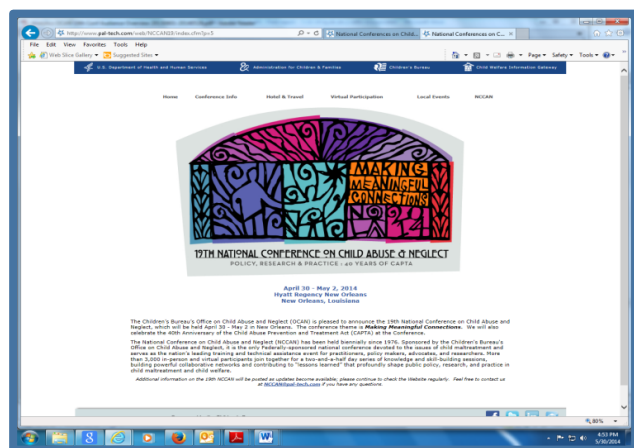 http://www.pal-tech.com/web/NCCAN19/index.cfm?p=5
National Conferences on Child...
National Conferences on C...
File Edit View Favorites Tools Help
Web Slice Gallery Suggested Sites
Page Safety Tools
U.S. Department of Health and Human Services Administration for Children & Families Children's Bureau Child Welfare Information Gateway
Home Conference Info Hotel & Travel Virtual Participation Local Events NCCAN
MAKING
MEANINGFUL
CONNECTIONS
19TH NATIONAL CONFERENCE ON CHILD ABUSE & NEGLECT
POLICY, RESEARCH & PRACTICE : 40 YEARS OF CAPTA
April 30 - May 2, 2014
Hyatt Regency New Orleans
New Orleans, Louisiana
The Children's Bureau's Office on Child Abuse and Neglect (OCAN) is pleased to announce the 19th National Conference on Child Abuse and
Neglect, which will be held April 30 - May 2 in New Orleans. The conference theme is Making Meaningful Connections. We will also
celebrate the 40th Anniversary of the Child Abuse Prevention and Treatment Act (CAPTA) at the Conference.
The National Conference on Child Abuse and Neglect (NCCAN) has been held biennially since 1976. Sponsored by the Children's Bureau's
Office on Child Abuse and Neglect, it is the only Federally-sponsored national conference devoted to the issues of child maltreatment and
serves as the nation's leading training and technical assistance event for practitioners, policy makers, advocates, and researchers. More
than 3,000 in-person and virtual participants join together for a two-and-a-half day series of knowledge and skill-building sessions,
building powerful collaborative networks and contributing to "lessons learned" that profoundly shape public policy, research, and practice in
child maltreatment and child welfare.
Additional information on the 19th NCCAN will be posted as updates become available; please continue to check the Website regularly. Feel free to contact us
at NCCAN@pal-tech.com if you have any questions.
80%
4:53 PM
5/30/2014